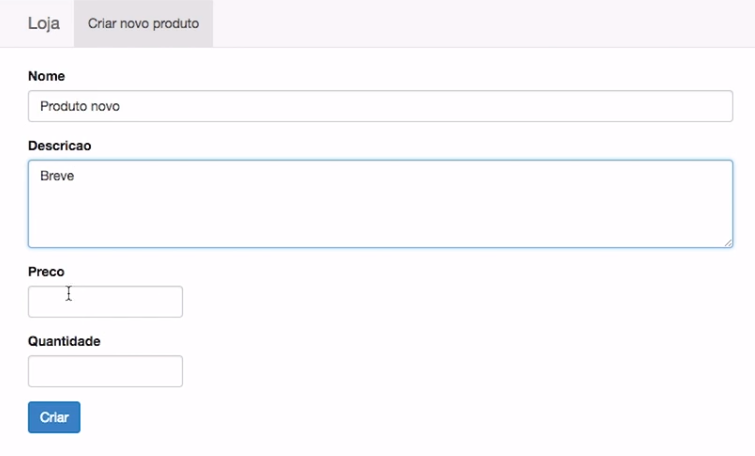 Loja Criar novo produto
Nome
Produto novo
Descricao
Breve
Preco
Quantidade
Criar